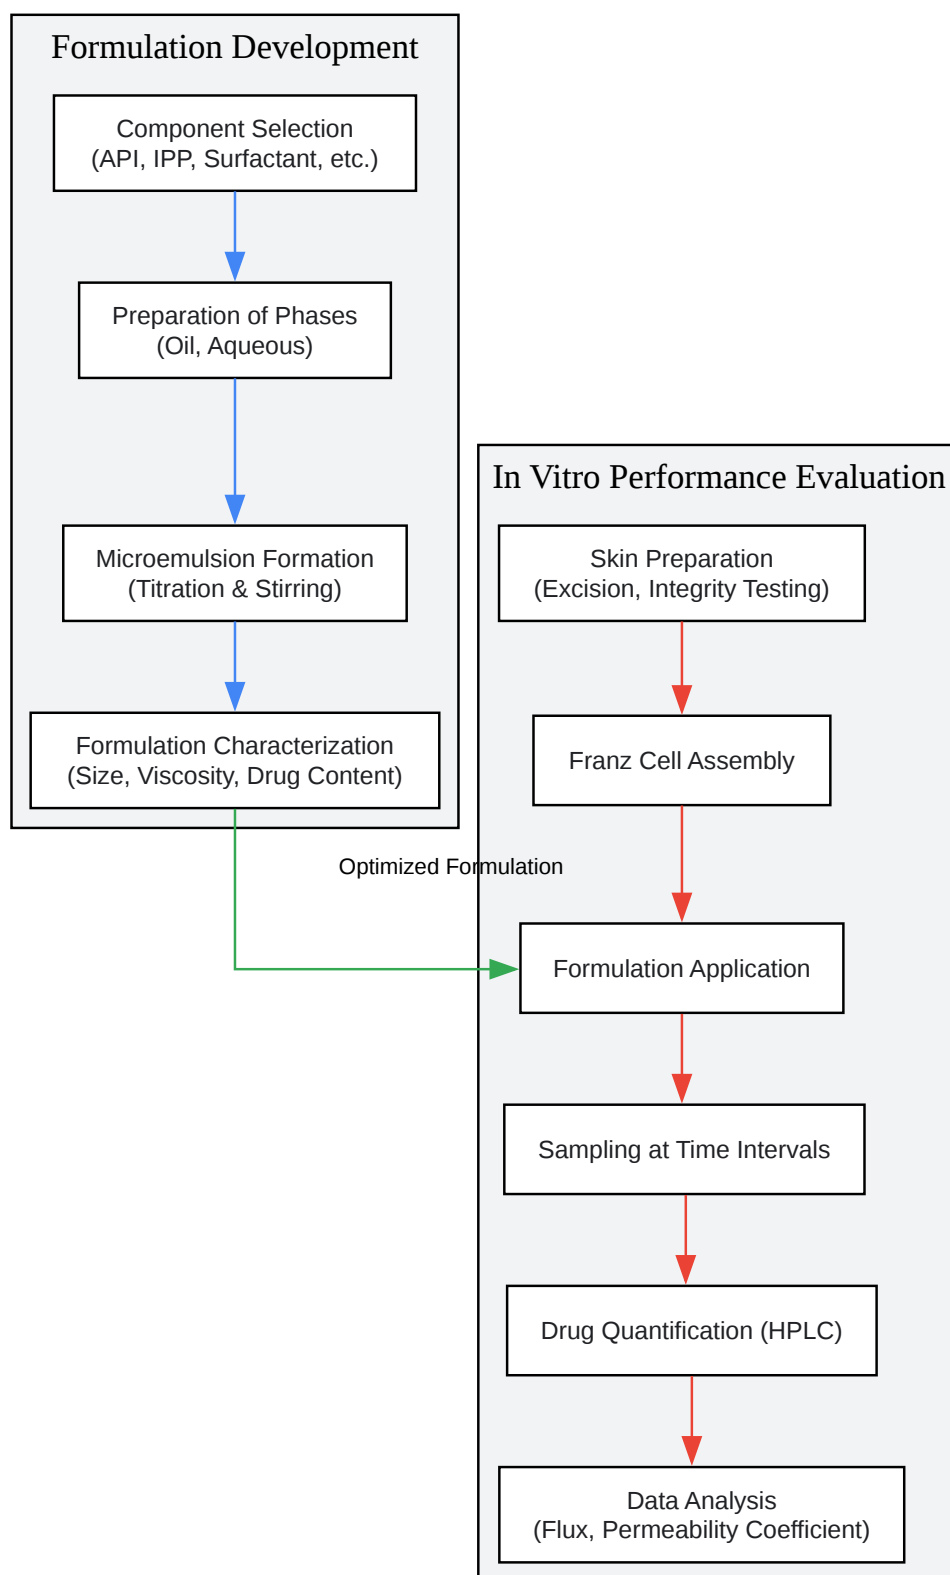 Formulation Development
Component Selection
(API, IPP, Surfactant, etc.)
Preparation of Phases
(Oil, Aqueous)
Microemulsion Formation
(Titration & Stirring)
Formulation Characterization
(Size, Viscosity, Drug Content)
Optimized Formulation
In Vitro Performance Evaluation
Skin Preparation
(Excision, Integrity Testing)
Franz Cell Assembly
Formulation Application
Sampling at Time Intervals
Drug Quantification (HPLC)
Data Analysis
(Flux, Permeability Coefficient)